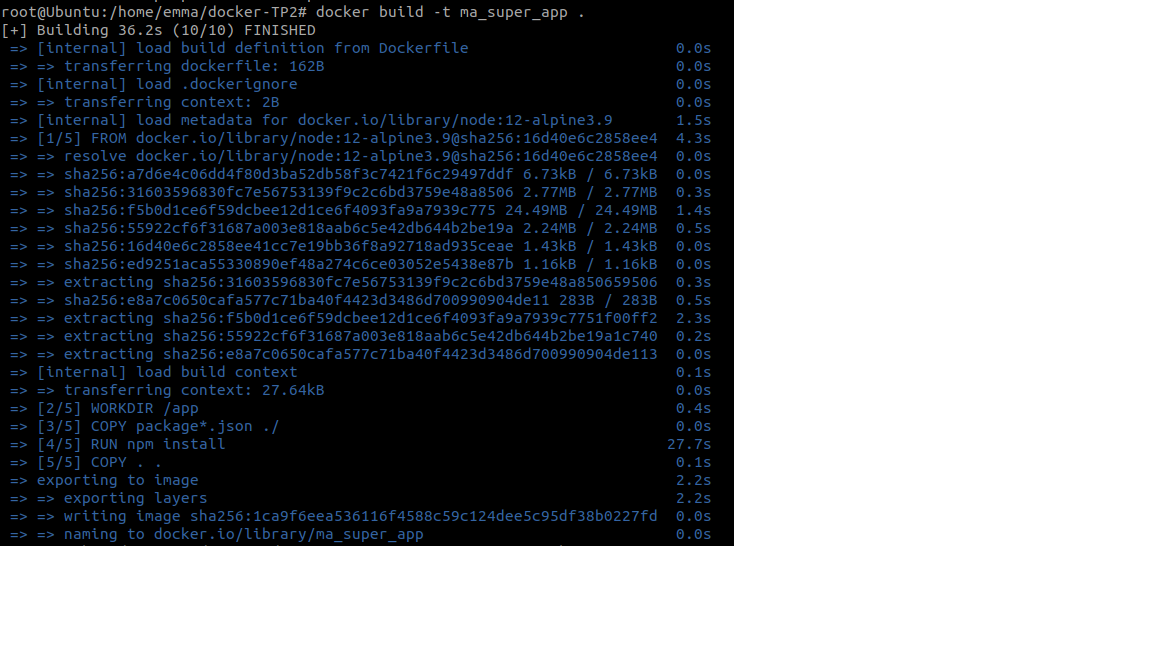 root@Ubuntu:/home/emma/docker-TP2# docker build -t ma_super_app .
[+] Building 36.2s (10/10) FINISHED
=> [internal] load build definition from Dockerfile 0.0s
=> => transferring dockerfile: 162B 0.0s
=> [internal] load .dockerignore 0.0s
=> => transferring context: 2B 0.0s
=> [internal] load metadata for docker.io/library/node:12-alpine3.9 1.5s
=> [1/5] FROM docker.io/library/node:12-alpine3.9@sha256:16d40e6c2858ee4 4.3s
=> => resolve docker.io/library/node:12-alpine3.9@sha256:16d40e6c2858ee4 0.0s
=> => sha256:a7d6e4c06dd4f80d3ba52db58f3c7421f6c29497ddf 6.73kB / 6.73kB 0.0s
=> => sha256:31603596830fc7e56753139f9c2c6bd3759e48a8506 2.77MB / 2.77MB 0.3s
=> => sha256:f5b0d1ce6f59dcbee12d1ce6f4093fa9a7939c775 24.49MB / 24.49MB 1.4s
=> => sha256:55922cf6f31687a003e818aab6c5e42db644b2be19a 2.24MB / 2.24MB 0.5s
=> => sha256:16d40e6c2858ee41cc7e19bb36f8a92718ad935ceae 1.43kB / 1.43kB 0.0s
=> => sha256:ed9251aca55330890ef48a274c6ce03052e5438e87b 1.16kB / 1.16kB 0.0s
=> => extracting sha256:31603596830fc7e56753139f9c2c6bd3759e48a850659506 0.3s
=> => sha256:e8a7c0650cafa577c71ba40f4423d3486d700990904de11 283B / 283B 0.5s
=> => extracting sha256:f5b0d1ce6f59dcbee12d1ce6f4093fa9a7939c7751f00ff2 2.3s
=> => extracting sha256:55922cf6f31687a003e818aab6c5e42db644b2be19a1c740 0.2s
=> => extracting sha256:e8a7c0650cafa577c71ba40f4423d3486d700990904de113 0.0s
=> [internal] load build context 0.1s
=> => transferring context: 27.64kB 0.0s
=> [2/5] WORKDIR /app 0.4s
=> [3/5] COPY package*.json ./ 0.0s
=> [4/5] RUN npm install 27.7s
=> [5/5] COPY . . 0.1s
=> exporting to image 2.2s
=> => exporting layers 2.2s
=> => writing image sha256:1ca9f6eea536116f4588c59c124dee5c95df38b0227fd 0.0s
=> => naming to docker.io/library/ma_super_app 0.0s